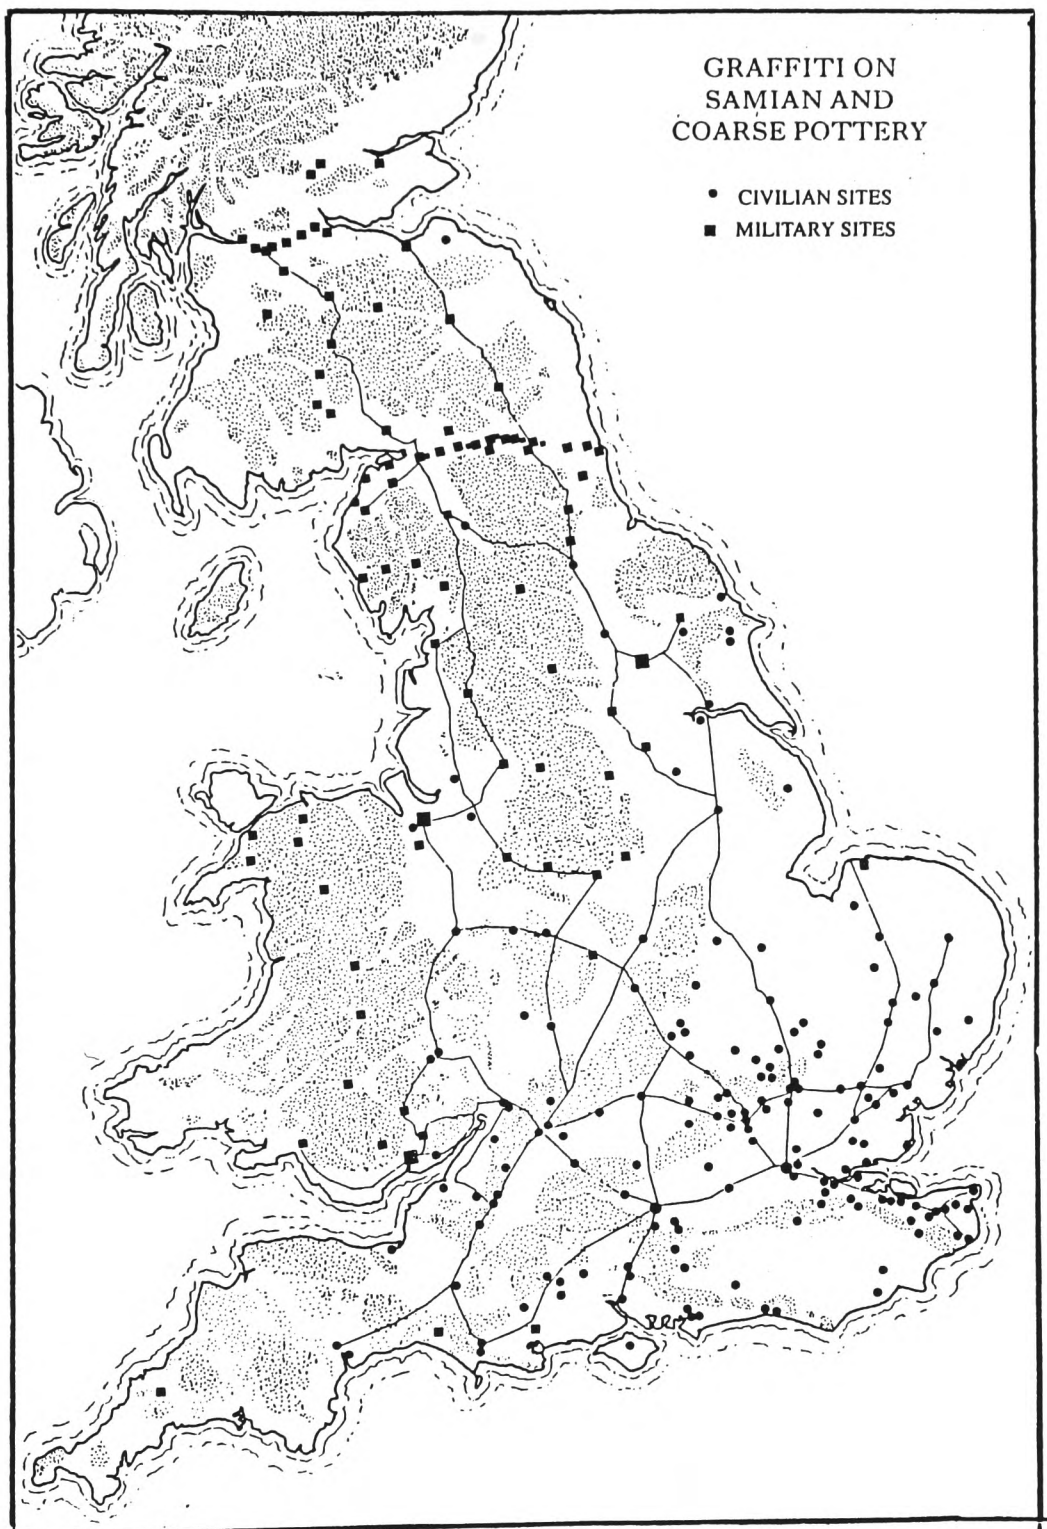 GRAFFITI ON
SAMIAN AND
COARSE POTTERY
CIVILIAN SITES
MILITARY SITES